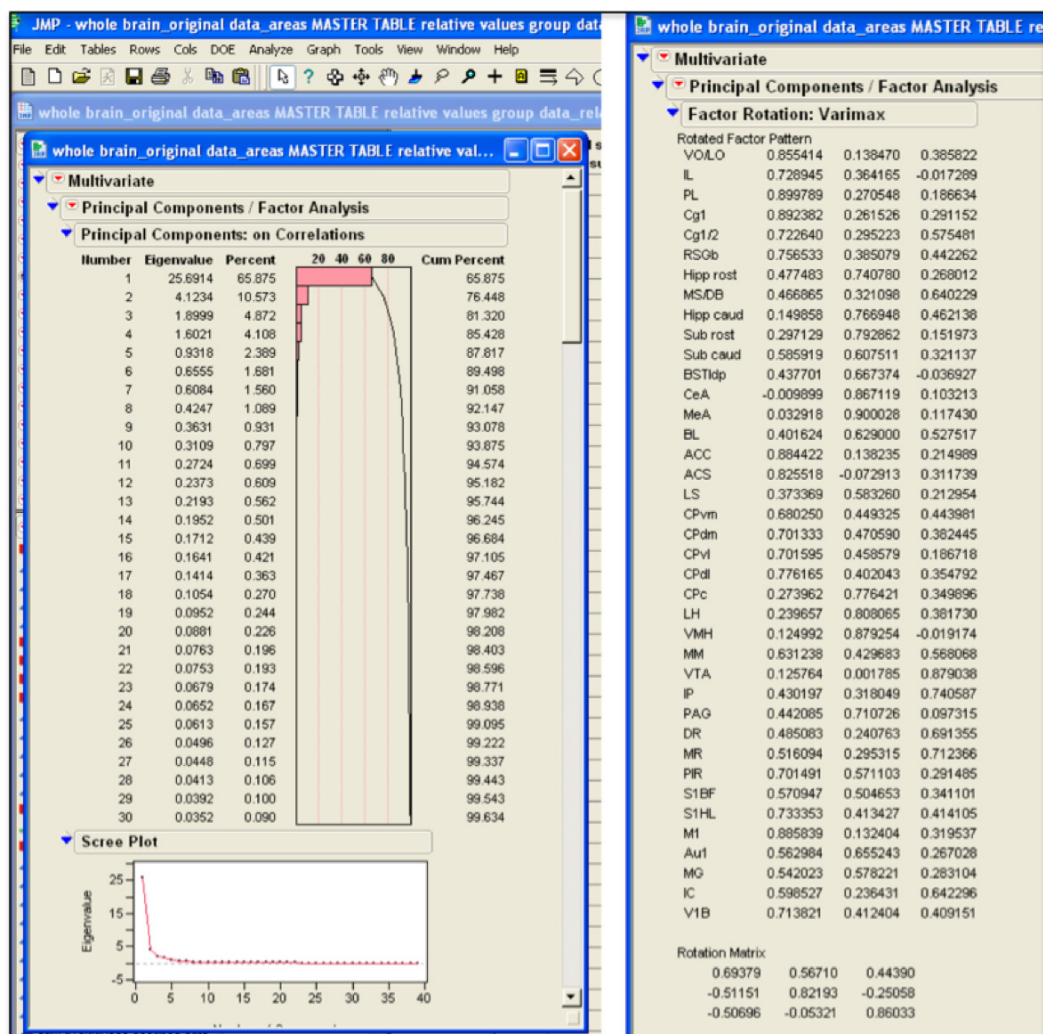 JMP - whole brain_original data_areas MASTER TABLE relative values group data
File Edit Tables Rows Cols DOE Analyze Graph Tools View Window Help
whole brain_original data_areas MASTER TABLE relative values group data_rel
whole brain_original data_areas MASTER TABLE relative val...
Multivariate
Principal Components / Factor Analysis
Principal Components: on Correlations
Number Eigenvalue Percent 20 40 60 80 Cum Percent
1 25.6914 65.875 65.875
2 4.1234 10.573 76.448
3 1.8999 4.872 81.320
4 1.6021 4.108 85.428
5 0.9318 2.389 87.817
6 0.6555 1.681 89.498
7 0.6084 1.560 91.058
8 0.4247 1.089 92.147
9 0.3631 0.931 93.078
10 0.3109 0.797 93.875
11 0.2724 0.699 94.574
12 0.2373 0.609 95.182
13 0.2193 0.562 95.744
14 0.1952 0.501 96.245
15 0.1712 0.439 96.684
16 0.1641 0.421 97.105
17 0.1414 0.363 97.467
18 0.1054 0.270 97.738
19 0.0952 0.244 97.982
20 0.0881 0.226 98.208
21 0.0763 0.196 98.403
22 0.0753 0.193 98.596
23 0.0679 0.174 98.771
24 0.0652 0.167 98.938
25 0.0613 0.157 99.095
26 0.0496 0.127 99.222
27 0.0448 0.115 99.337
28 0.0413 0.106 99.443
29 0.0392 0.100 99.543
30 0.0352 0.090 99.634
Scree Plot
Eigenvalue
25
15
5
-5
0 5 10 15 20 25 30 35 40
whole brain_original data_areas MASTER TABLE re
Multivariate
Principal Components / Factor Analysis
Factor Rotation: Varimax
Rotated Factor Pattern
VO/LO 0.855414 0.138470 0.385822
IL 0.728945 0.364165 -0.017289
PL 0.899789 0.270548 0.186634
Cg1 0.892382 0.261526 0.291152
Cg1/2 0.722640 0.295223 0.575481
RSGb 0.756533 0.385079 0.442262
Hipp rost 0.477483 0.740780 0.268012
MS/DB 0.466865 0.321098 0.640229
Hipp caud 0.149858 0.766948 0.462138
Sub rost 0.297129 0.792862 0.151973
Sub caud 0.585919 0.607511 0.321137
BSTldp 0.437701 0.667374 -0.036927
CeA -0.009899 0.867119 0.103213
MeA 0.032918 0.900028 0.117430
BL 0.401624 0.629000 0.527517
ACC 0.884422 0.138235 0.214989
ACS 0.825518 -0.072913 0.311739
LS 0.373369 0.583260 0.212954
CPvm 0.680250 0.449325 0.443981
CPdm 0.701333 0.470590 0.382445
CPvl 0.701595 0.458579 0.186718
CPdl 0.776165 0.402043 0.354792
CPc 0.273962 0.776421 0.349896
LH 0.239657 0.808065 0.381730
VMH 0.124992 0.879254 -0.019174
MM 0.631238 0.429683 0.568068
VTA 0.125764 0.001785 0.879038
IP 0.430197 0.318049 0.740587
PAG 0.442085 0.710726 0.097315
DR 0.485083 0.240763 0.691355
MR 0.516094 0.295315 0.712366
PIR 0.701491 0.571103 0.291485
S1BF 0.570947 0.504653 0.341101
S1HL 0.733353 0.413427 0.414105
M1 0.885839 0.132404 0.319537
Au1 0.562984 0.655243 0.267028
MG 0.542023 0.578221 0.283104
IC 0.598527 0.236431 0.642296
V1B 0.713821 0.412404 0.409151
Rotation Matrix
0.69379 0.56710 0.44390
-0.51151 0.82193 -0.25058
-0.50696 -0.05321 0.86033